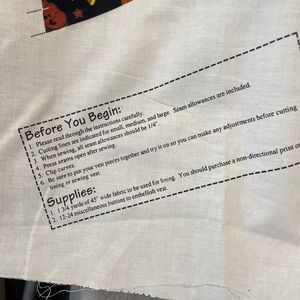 Before You Begin:
1. Please read through the instructions carefully.
2. Cutting lines are indicated for small, medium, and large. Seam allowances are included.
3. When sewing, all seam allowances should be 1/4".
4. Press seams open after sewing.
5. Clip curves.
6. Be sure to pin your vest pieces together and try it on so you can make any adjustments before cutting
lining or sewing vest.
Supplies:
1. 1 3/4 yards of 45" wide fabric to be used for lining. You should purchase a non-directional print or
2. 12-24 miscellaneous buttons to embellish vest.